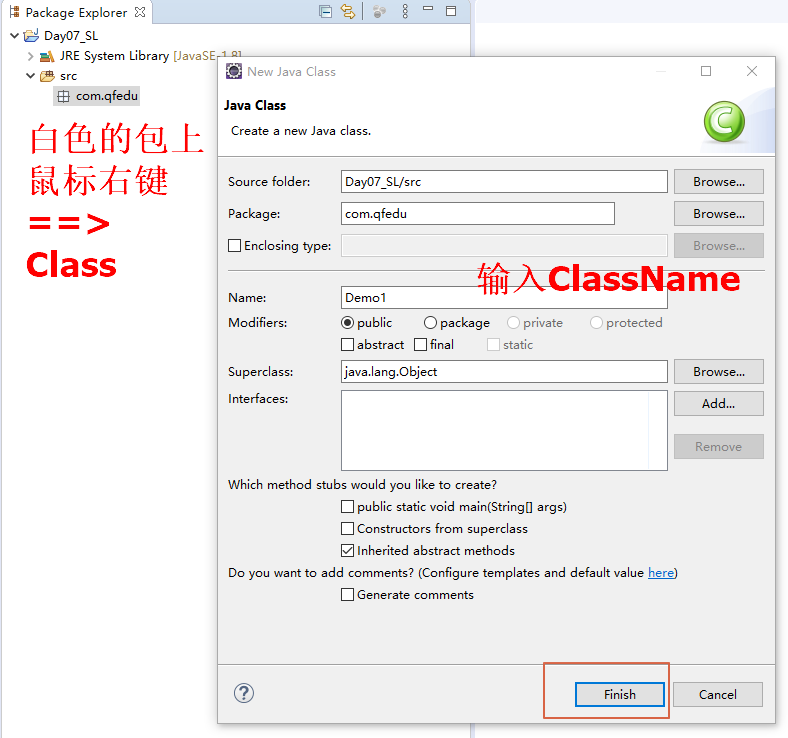 Package Explorer
Day07_SL
JRE System Library [JavaSE-1.8]
src
com.qfedu
白色的包上
鼠标右键
==>
Class
New Java Class
Java Class
Create a new Java class.
Source folder: Day07_SL/src Browse...
Package: com.qfedu Browse...
Enclosing type: Browse...
输入ClassName
Name: Demo1
Modifiers: public package private protected
abstract final static
Superclass: java.lang.Object Browse...
Interfaces: Add...
Remove
Which method stubs would you like to create?
public static void main(String[] args)
Constructors from superclass
Inherited abstract methods
Do you want to add comments? (Configure templates and default value here)
Generate comments
Finish Cancel